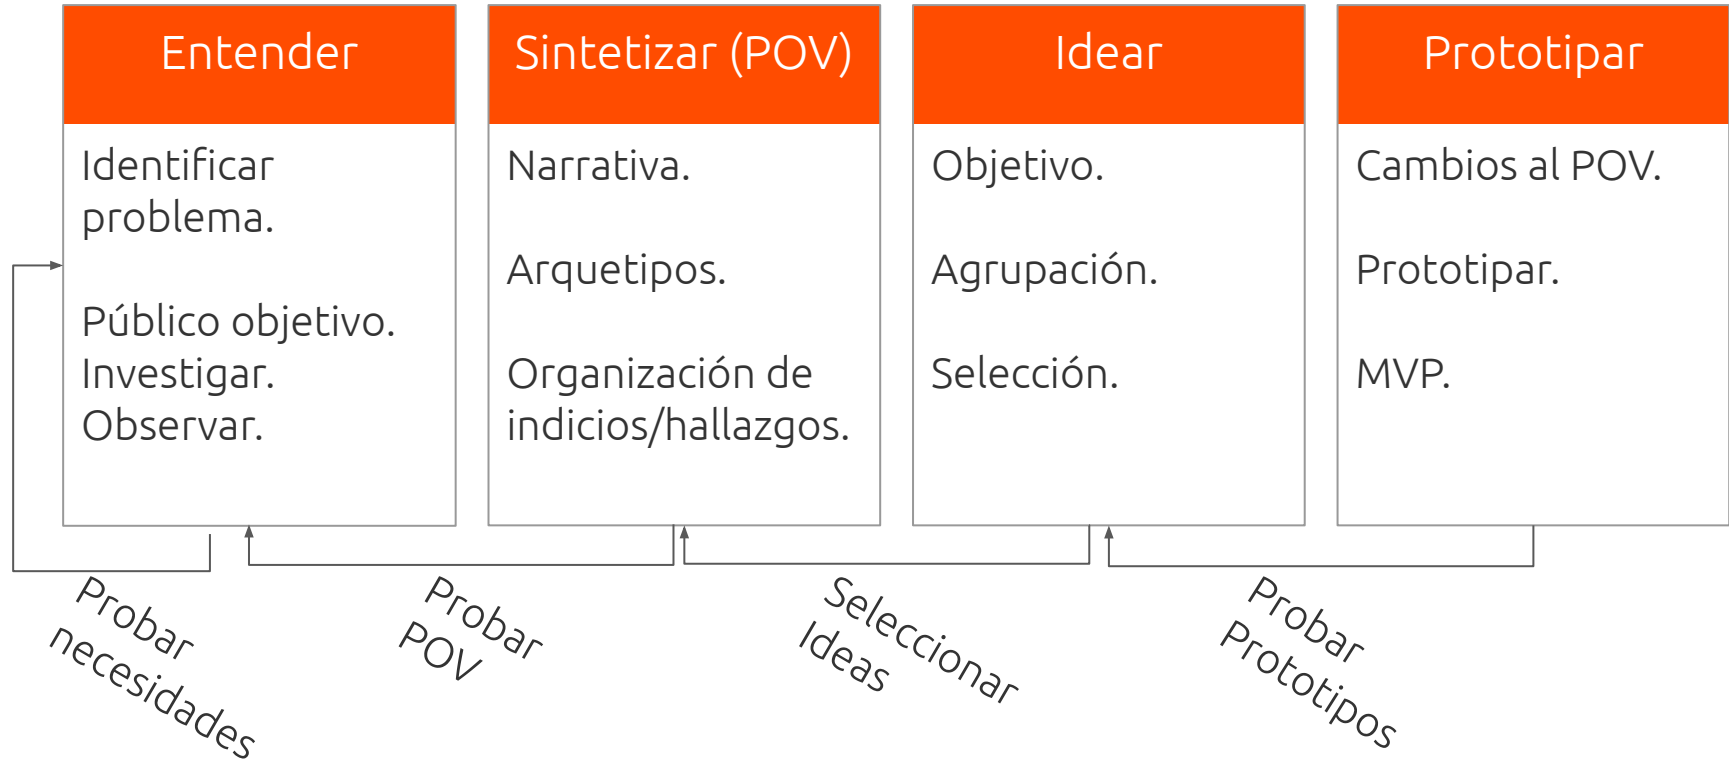 Entender
Identificar
problema.
Público objetivo.
Investigar.
Observar.
Sintetizar (POV)
Narrativa.
Arquetipos.
Organización de
indicios/hallazgos.
Idear
Objetivo.
Agrupación.
Selección.
Prototipar
Cambios al POV.
Prototipar.
MVP.
Probar
necesidades
Probar
POV
Seleccionar
Ideas
Probar
Prototipos